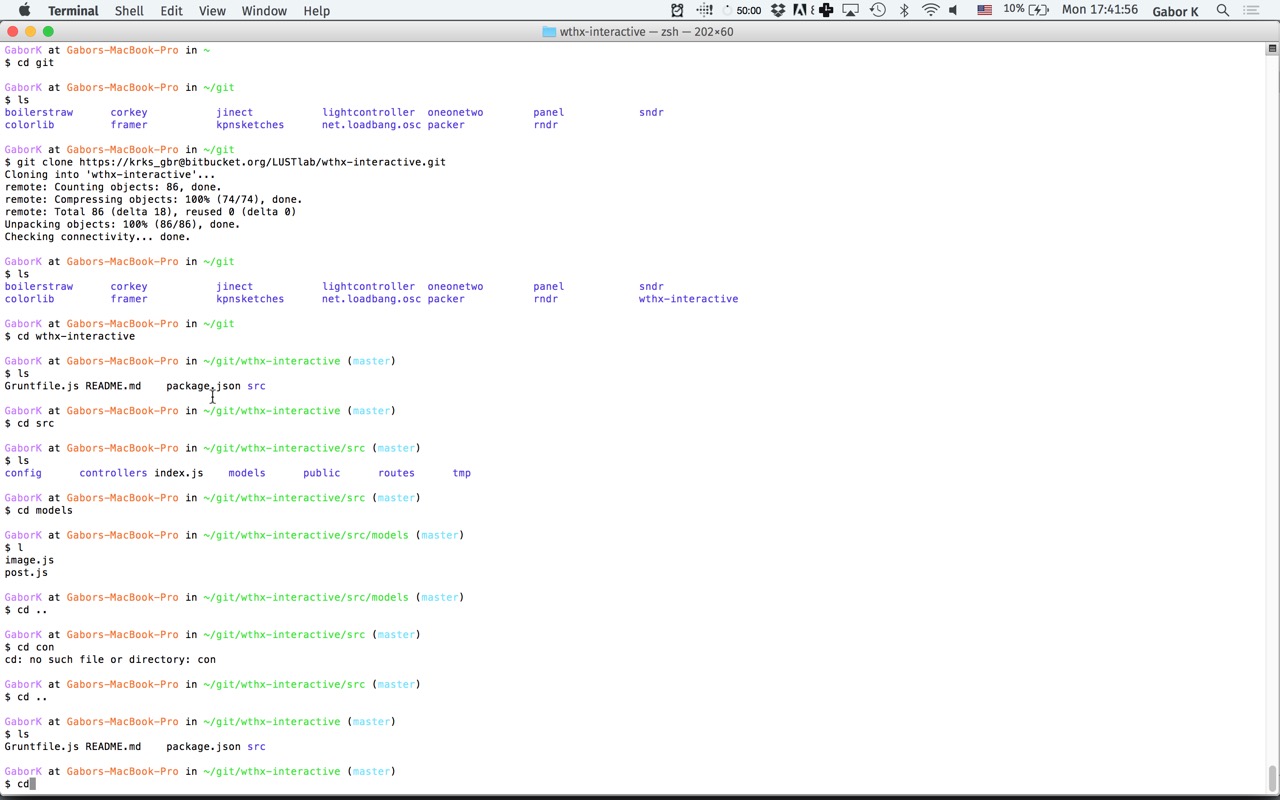 Terminal Shell Edit View Window Help 50:00 10% Mon 17:41:56 Gabor K
wthx-interactive — zsh — 202×60
GaborK at Gabors-MacBook-Pro in ~
$ cd git
GaborK at Gabors-MacBook-Pro in ~/git
$ ls
boilerstraw corkey jinect lightcontroller oneonetwo panel sndr
colorlib framer kpnsketches net.loadbang.osc packer rndr
GaborK at Gabors-MacBook-Pro in ~/git
$ git clone https://krks_gbr@bitbucket.org/LUSTlab/wthx-interactive.git
Cloning into 'wthx-interactive'...
remote: Counting objects: 86, done.
remote: Compressing objects: 100% (74/74), done.
remote: Total 86 (delta 18), reused 0 (delta 0)
Unpacking objects: 100% (86/86), done.
Checking connectivity... done.
GaborK at Gabors-MacBook-Pro in ~/git
$ ls
boilerstraw corkey jinect lightcontroller oneonetwo panel sndr
colorlib framer kpnsketches net.loadbang.osc packer rndr wthx-interactive
GaborK at Gabors-MacBook-Pro in ~/git
$ cd wthx-interactive
GaborK at Gabors-MacBook-Pro in ~/git/wthx-interactive (master)
$ ls
Gruntfile.js README.md package.json src
GaborK at Gabors-MacBook-Pro in ~/git/wthx-interactive (master)
$ cd src
GaborK at Gabors-MacBook-Pro in ~/git/wthx-interactive/src (master)
$ ls
config controllers index.js models public routes tmp
GaborK at Gabors-MacBook-Pro in ~/git/wthx-interactive/src (master)
$ cd models
GaborK at Gabors-MacBook-Pro in ~/git/wthx-interactive/src/models (master)
$ l
image.js
post.js
GaborK at Gabors-MacBook-Pro in ~/git/wthx-interactive/src/models (master)
$ cd ..
GaborK at Gabors-MacBook-Pro in ~/git/wthx-interactive/src (master)
$ cd con
cd: no such file or directory: con
GaborK at Gabors-MacBook-Pro in ~/git/wthx-interactive/src (master)
$ cd ..
GaborK at Gabors-MacBook-Pro in ~/git/wthx-interactive (master)
$ ls
Gruntfile.js README.md package.json src
GaborK at Gabors-MacBook-Pro in ~/git/wthx-interactive (master)
$ cd